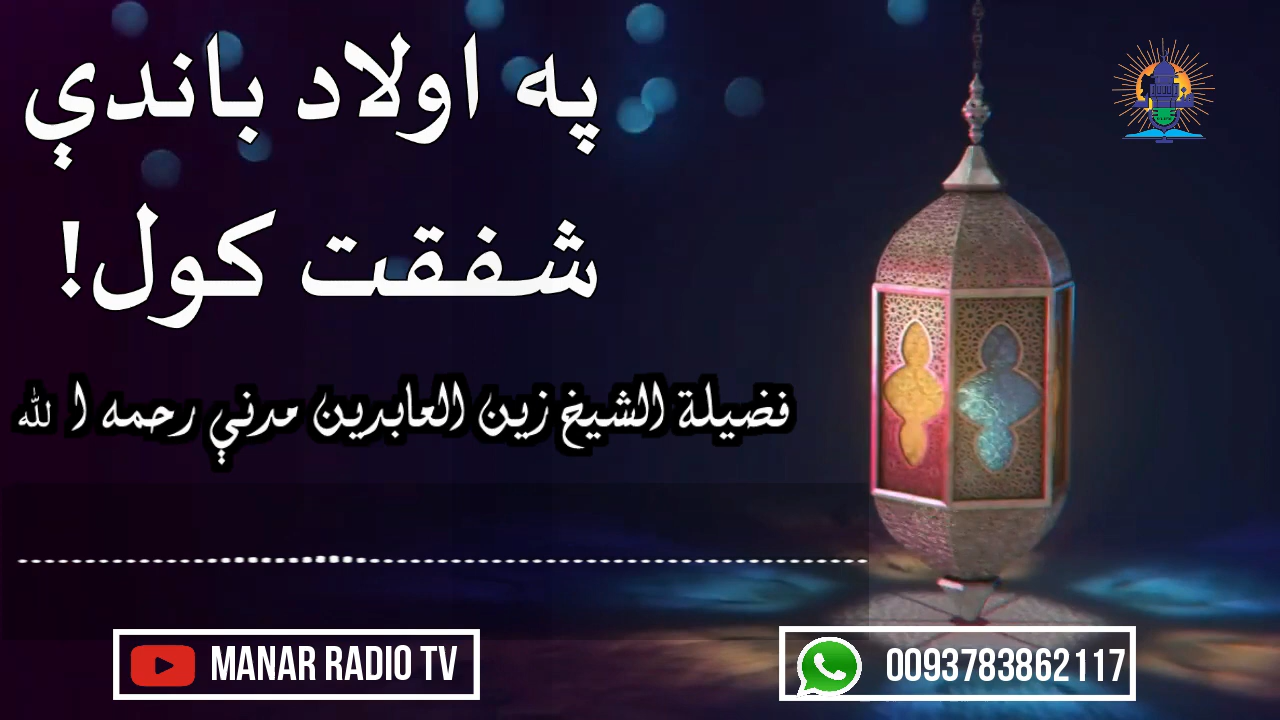 په اولاد باندې
شفقت کول!
فضيلة الشيخ زين العابدين مدني رحمه ا لله
MANAR RADIO TV
0093783862117